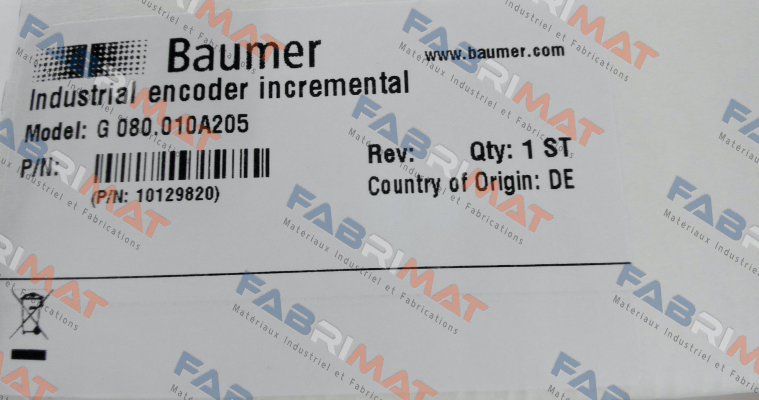 Baumer
www.baumer.com
Industrial encoder incremental
Model: G 080.010A205
P/N:
(P/N: 10129820)
Rev: Qty: 1 ST
Country of Origin: DE
FABRIMAT
Matériaux Industriel et Fabrications